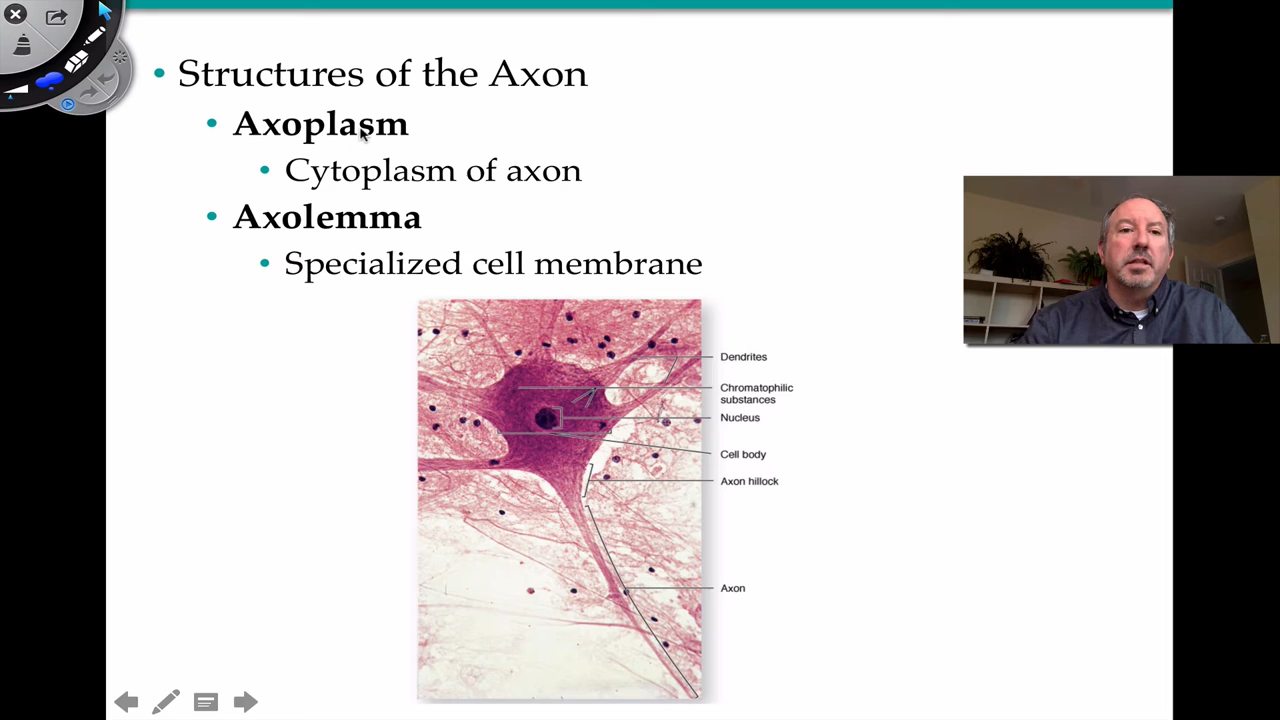 Structures of the Axon
Axoplasm
Cytoplasm of axon
Axolemma
Specialized cell membrane
Dendrites
Chromatophilic
substances
Nucleus
Cell body
Axon hillock
Axon